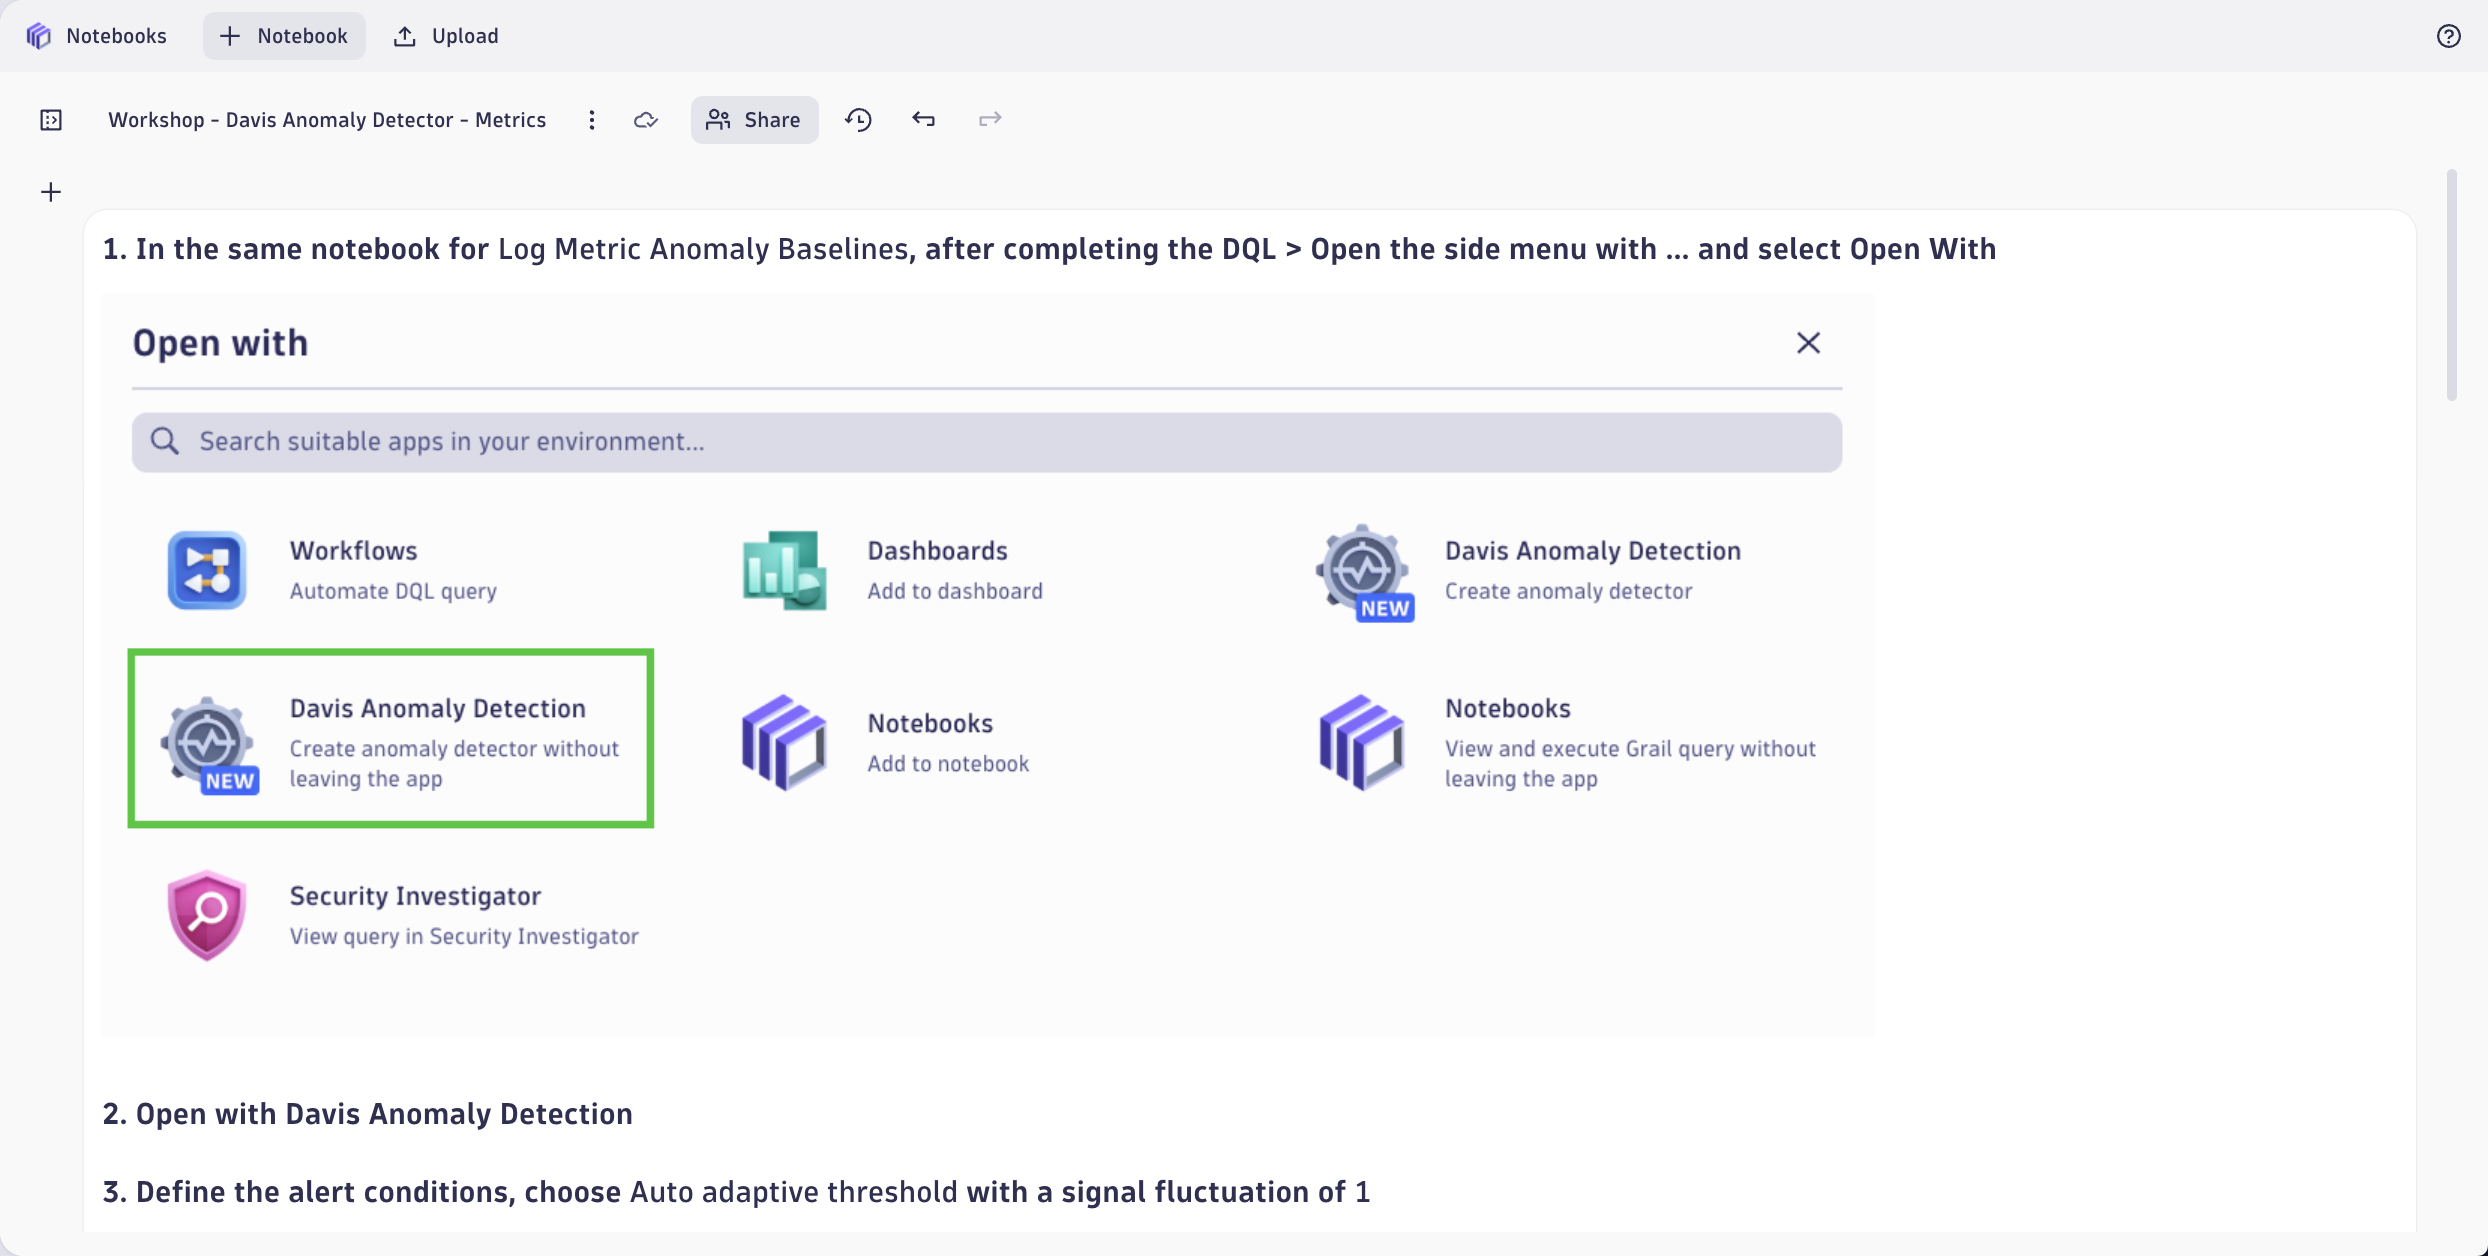 Notebooks
Notebook
Upload
Workshop - Davis Anomaly Detector - Metrics
Share
1. In the same notebook for Log Metric Anomaly Baselines, after completing the DQL > Open the side menu with ... and select Open With
Open with
Search suitable apps in your environment...
Workflows
Automate DQL query
Dashboards
Add to dashboard
Davis Anomaly Detection
Create anomaly detector
NEW
Davis Anomaly Detection
Create anomaly detector without
leaving the app
NEW
Notebooks
Add to notebook
Notebooks
View and execute Grail query without
leaving the app
Security Investigator
View query in Security Investigator
2. Open with Davis Anomaly Detection
3. Define the alert conditions, choose Auto adaptive threshold with a signal fluctuation of 1